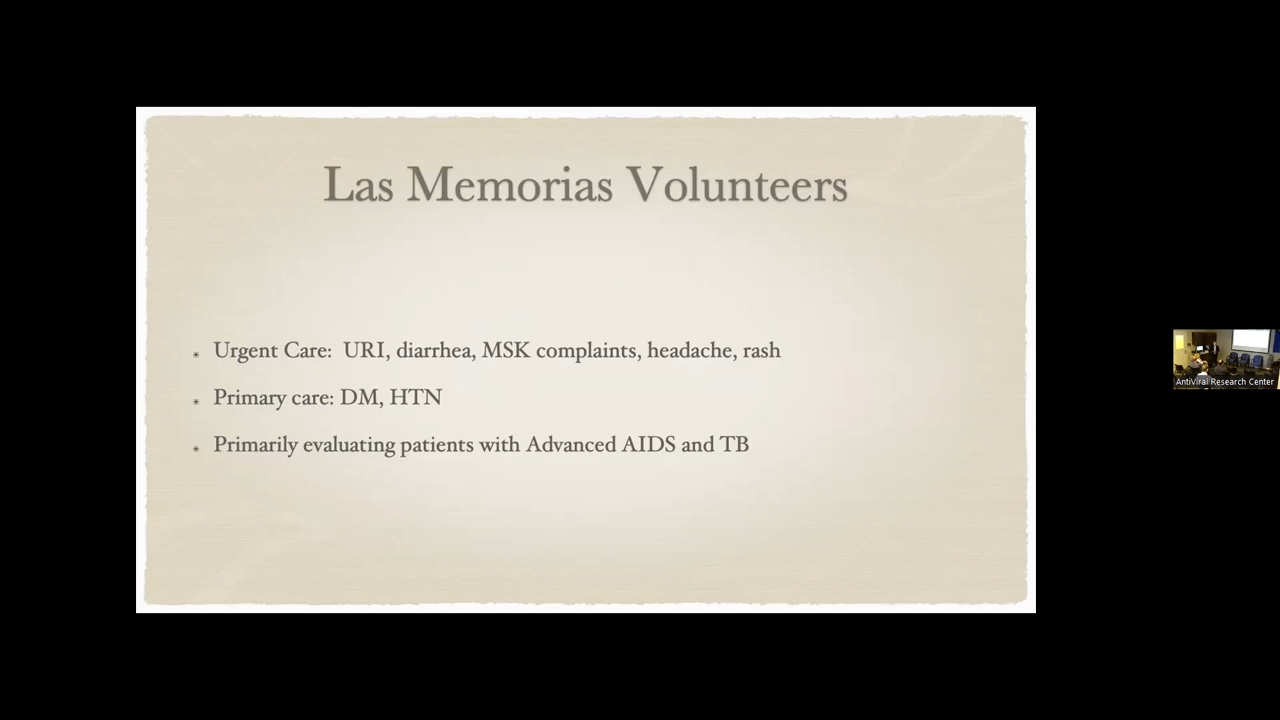 Las Memorias Volunteers
* Urgent Care: URI, diarrhea, MSK complaints, headache, rash
* Primary care: DM, HTN
* Primarily evaluating patients with Advanced AIDS and TB
AntiViral Research Center